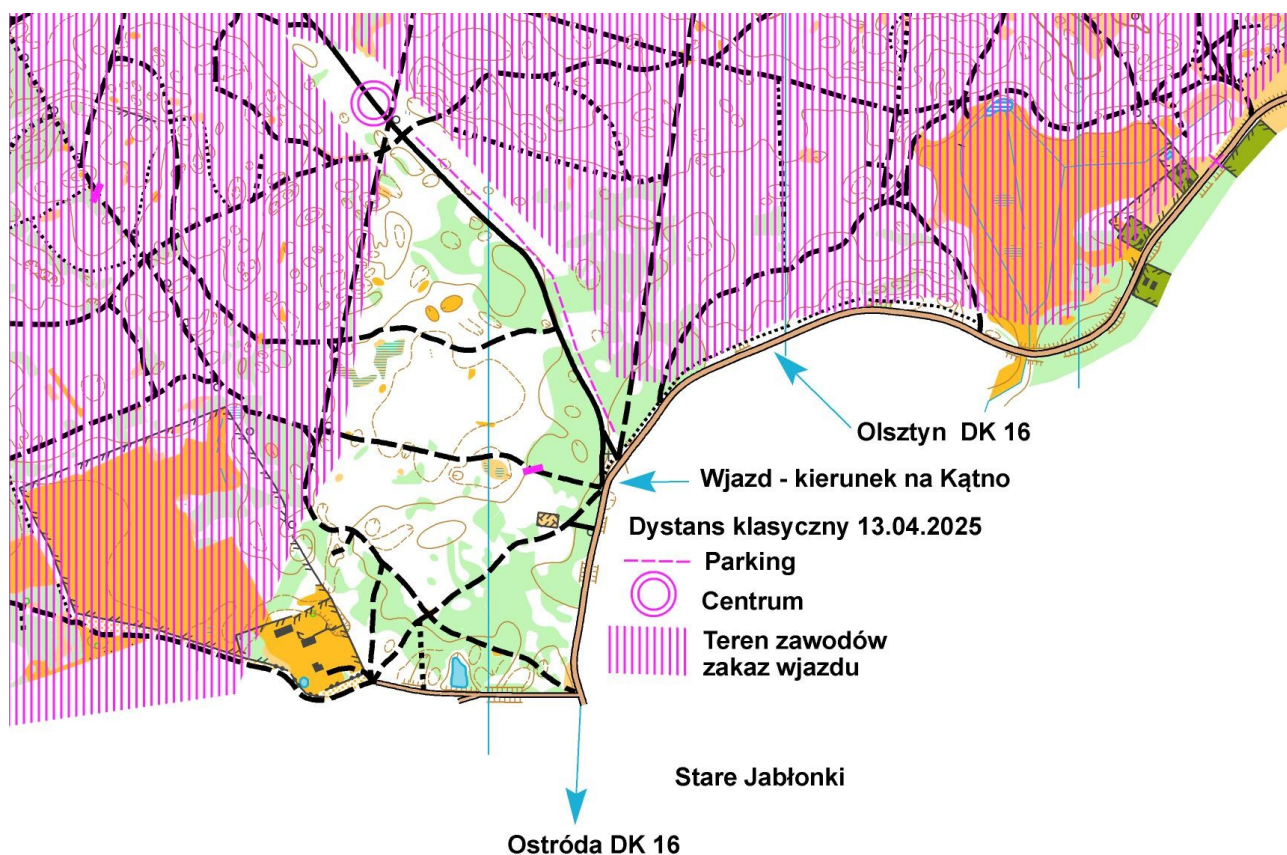 Olsztyn DK 16
Wjazd - kierunek na Kątno
Dystans klasyczny 13.04.2025
Parking
Centrum
Teren zawodów
zakaz wjazdu
Stare Jabłonki
Ostróda DK 16